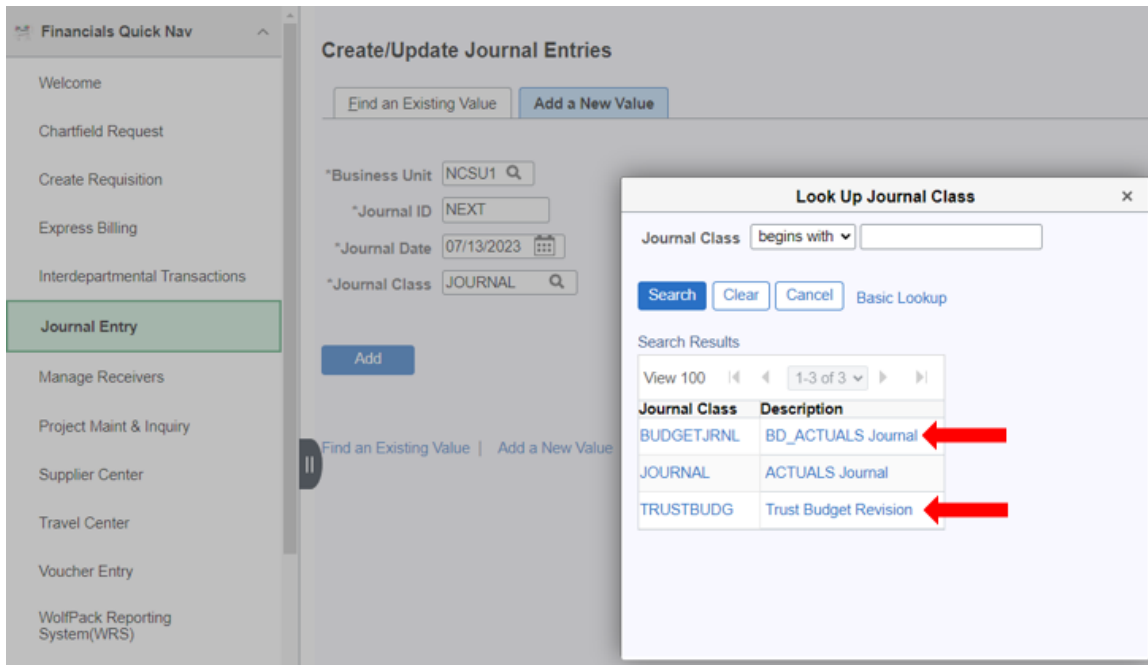 Financials Quick Nav
Welcome
Chartfield Request
Create Requisition
Express Billing
Interdepartmental Transactions
Journal Entry
Manage Receivers
Project Maint & Inquiry
Supplier Center
Travel Center
Voucher Entry
WolfPack Reporting
System(WRS)
Create/Update Journal Entries
Find an Existing Value
Add a New Value
*Business Unit NCSU1
*Journal ID NEXT
*Journal Date 07/13/2023
*Journal Class JOURNAL
Add
Find an Existing Value | Add a New Value
Look Up Journal Class ×
Journal Class begins with
Search Clear Cancel Basic Lookup
Search Results
View 100 1-3 of 3
Journal Class Description
BUDGETJRNL BD_ACTUALS Journal
JOURNAL ACTUALS Journal
TRUSTBUDG Trust Budget Revision